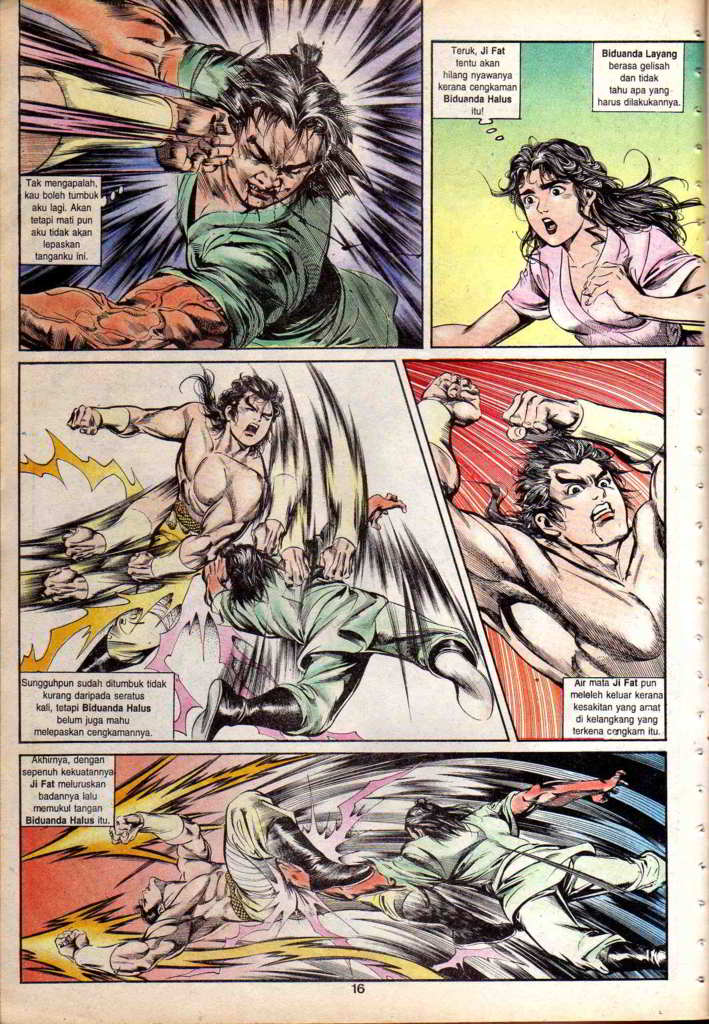 Tak mengapalah,
kau boleh tumbuk
aku lagi. Akan
tetapi mati pun
aku tidak akan
lepaskan
tanganku ini.
Teruk, Ji Fat
tentu akan
hilang nyawanya
kerana cengkaman
Biduanda Halus
itu!
Biduanda Layang
berasa gelisah
dan tidak
tahu apa yang
harus dilakukannya.
Sungguhpun sudah ditumbuk tidak
kurang daripada seratus
kali, tetapi Biduanda Halus
belum juga mahu
melepaskan cengkamannya.
Air mata Ji Fat pun
meleleh keluar kerana
kesakitan yang amat
di kelangkang yang
terkena cengkam itu.
Akhirnya, dengan
sepenuh kekuatannya
Ji Fat meluruskan
badannya lalu
memukul tangan
Biduanda Halus itu.
16